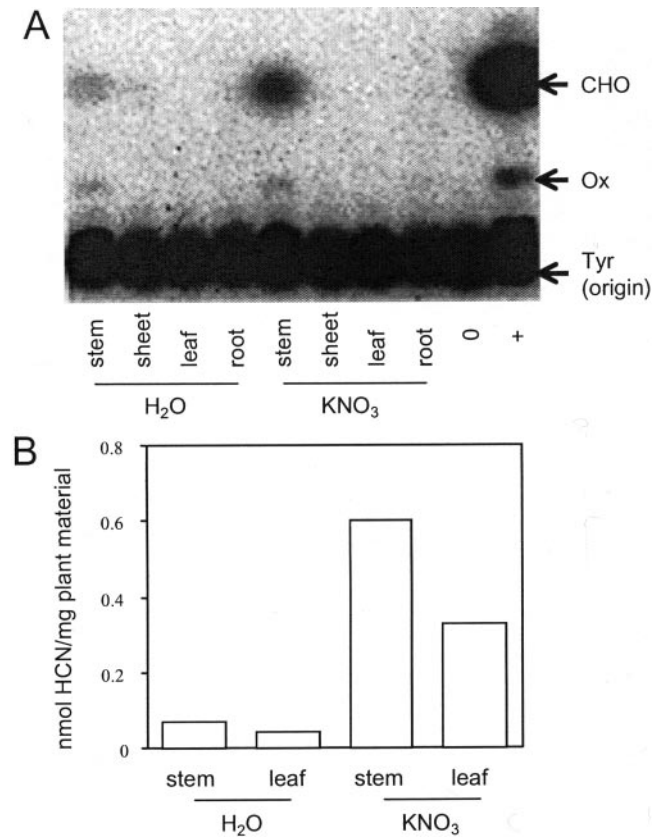 A
CHO
Ox
Tyr
(origin)
stem sheet leaf root stem sheet leaf root 0 +
H₂O KNO₃
B
nmol HCN/mg plant material
0.8
0.6
0.4
0.2
0
stem leaf stem leaf
H₂O KNO₃